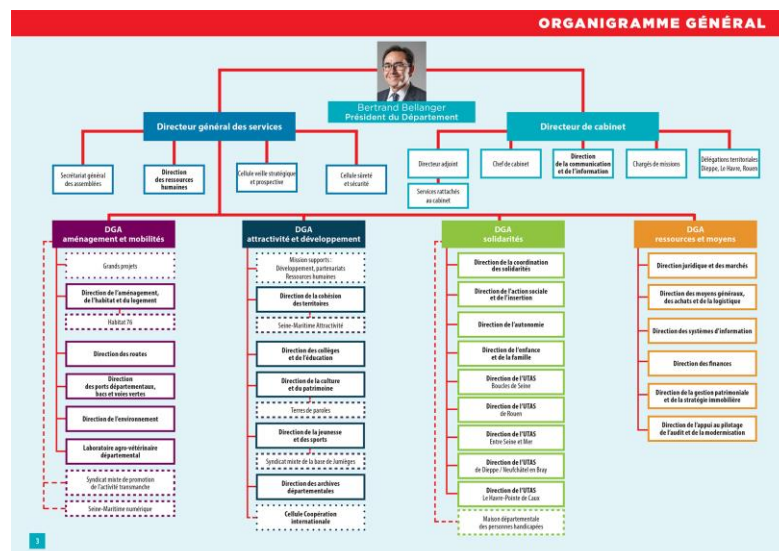 ORGANIGRAMME GÉNÉRAL
Bertrand Bellanger
Président du Département
Directeur général des services
Directeur de cabinet
Secrétariat général
des assemblées
Direction
des ressources
humaines
Cellule veille stratégique
et prospective
Cellule sûreté
et sécurité
Directeur adjoint
Services rattachés
au cabinet
Chef de cabinet
Direction
de la communication
et de l'information
Chargés de missions
Délégations territoriales
Dieppe, Le Havre, Rouen
DGA
aménagement et mobilités
Grands projets
Direction de l'aménagement,
de l'habitat et du logement
Habitat 76
Direction des routes
Direction
des ports départementaux,
bacs et voies vertes
Direction de l'environnement
Laboratoire agro-vétérinaire
départemental
Syndicat mixte de promotion
de l'activité transmanche
Seine-Maritime numérique
DGA
attractivité et développement
Mission supports :
Développement, partenariats
Ressources humaines
Direction de la cohésion
des territoires
Seine-Maritime Attractivité
Direction des collèges
et de l'éducation
Direction de la culture
et du patrimoine
Terres de paroles
Direction de la jeunesse
et des sports
Syndicat mixte de la base de Jumièges
Direction des archives
départementales
Cellule Coopération
internationale
DGA
solidarités
Direction de la coordination
des solidarités
Direction de l'action sociale
et de l'insertion
Direction de l'autonomie
Direction de l'enfance
et de la famille
Direction de l'UTAS
Boucles de Seine
Direction de l'UTAS
de Rouen
Direction de l'UTAS
Entre Seine et Mer
Direction de l'UTAS
de Dieppe / Neufchâtel en Bray
Direction de l'UTAS
Le Havre-Pointe de Caux
Maison départementale
des personnes handicapées
DGA
ressources et moyens
Direction juridique et des marchés
Direction des moyens généraux,
des achats et de la logistique
Direction des systèmes d'information
Direction des finances
Direction de la gestion patrimoniale
et de la stratégie immobilière
Direction de l'appui au pilotage
de l'audit et de la modernisation
3